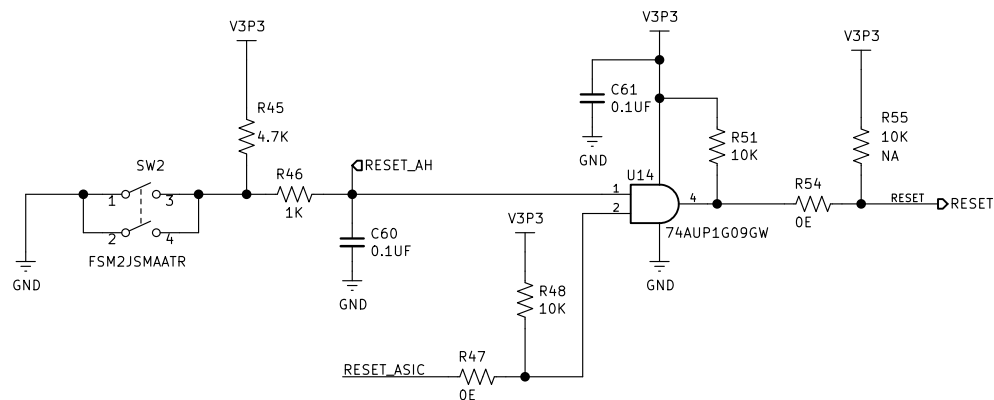 V3P3
R45
4.7K
SW2
1
3
2
4
FSM2JSMAATR
GND
R46
1K
RESET_AH
C60
0.1UF
GND
V3P3
R48
10K
RESET_ASIC
R47
0E
V3P3
C61
0.1UF
GND
R51
10K
U14
1
2
4
74AUP1G09GW
GND
V3P3
R55
10K
NA
R54
0E
RESET
RESET